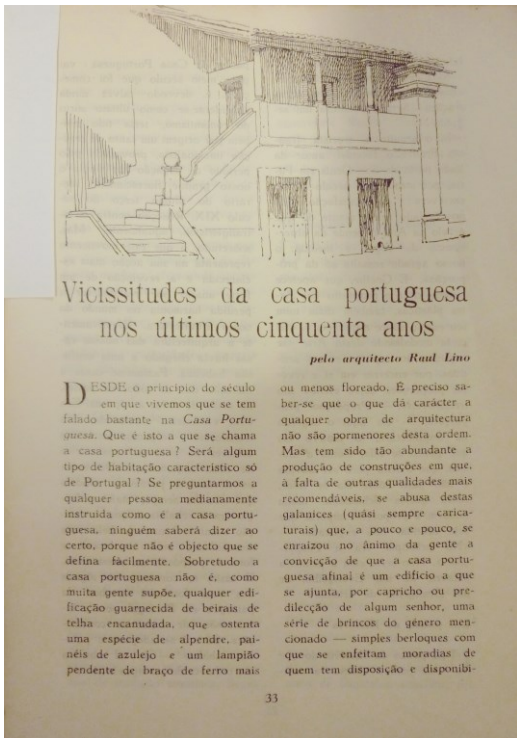 Vicissitudes da casa portuguesa
nos últimos cinquenta anos
pelo arquitecto Raul Lino
DESDE o princípio do século
em que vivemos que se tem
falado bastante na Casa Portu-
guesa. Que é isto a que se chama
a casa portuguesa? Será algum
tipo de habitação característico só
de Portugal? Se preguntarmos a
qualquer pessoa medianamente
instruída como é a casa portu-
guesa, ninguém saberá dizer ao
certo, porque não é objecto que se
defina fàcilmente. Sobretudo a
casa portuguesa não é, como
muita gente supõe, qualquer edi-
ficação guarnecida de beirais de
telha encanudada, que ostenta
uma espécie de alpendre, pai-
néis de azulejo e um lampião
pendente de braço de ferro mais
ou menos floreado. É preciso sa-
ber-se que o que dá carácter a
qualquer obra de arquitectura
não são pormenores desta ordem.
Mas tem sido tão abundante a
produção de construções em que,
à falta de outras qualidades mais
recomendáveis, se abusa destas
galanices (quási sempre carica-
turais) que, a pouco e pouco, se
enraizou no ânimo da gente a
convicção de que a casa portu-
guesa afinal é um edifício a que
se ajunta, por capricho ou pre-
dilecção de algum senhor, uma
série de brincos do género men-
cionado — simples berloques com
que se enfeitam moradias de
quem tem disposição e disponibi-
33